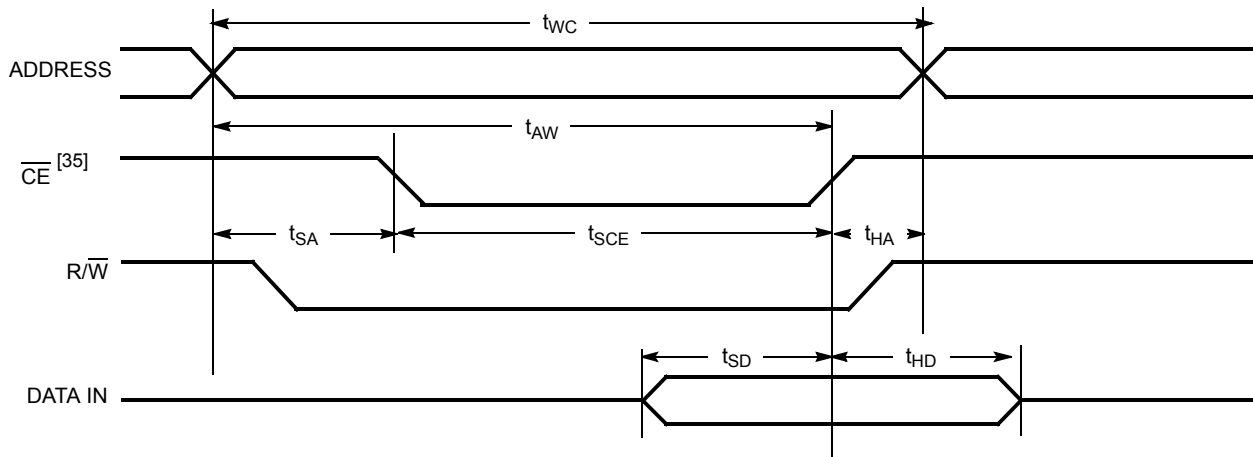 tWC
ADDRESS
tAW
CE [35]
tSA tSCE tHA
R/W
tSD tHD
DATA IN